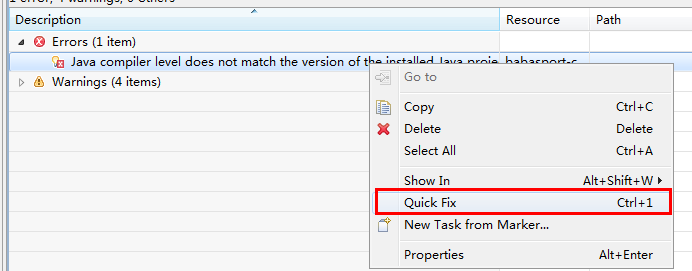 1 error, 4 warnings, 0 others
Description Resource Path
Errors (1 item)
Java compiler level does not match the version of the installed Java proje babasport-c
Warnings (4 items)
Go to
Copy Ctrl+C
Delete Delete
Select All Ctrl+A
Show In Alt+Shift+W
Quick Fix Ctrl+1
New Task from Marker...
Properties Alt+Enter